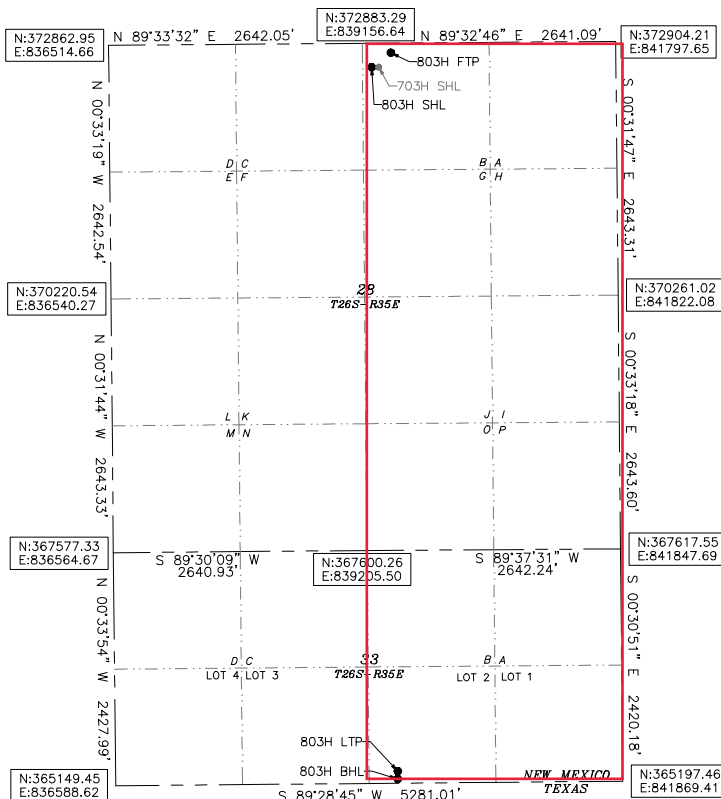 N 89°33'32" E 2642.05'
N:372883.29
E:839156.64
N 89°32'46" E 2641.09'
N:372862.95
E:836514.66
N:372904.21
E:841797.65
803H FTP
703H SHL
803H SHL
N 00°33'19" W 2642.54'
S 00°31'47" E 2643.31'
D C
E F
B A
G H
N:370220.54
E:836540.27
28
T26S-R35E
N:370261.02
E:841822.08
N 00°31'44" W 2643.33'
S 00°33'18" E 2643.60'
L K
M N
J I
O P
N:367577.33
E:836564.67
S 89°30'09" W
2640.93'
N:367600.26
E:839205.50
S 89°37'31" W
2642.24'
N:367617.55
E:841847.69
N 00°33'54" W 2427.99'
S 00°30'51" E 2420.18'
D C
LOT 4 LOT 3
33
T26S-R35E
B A
LOT 2 LOT 1
803H LTP
803H BHL
NEW MEXICO
TEXAS
N:365149.45
E:836588.62
S 89°28'45" W 5281.01'
N:365197.46
E:841869.41